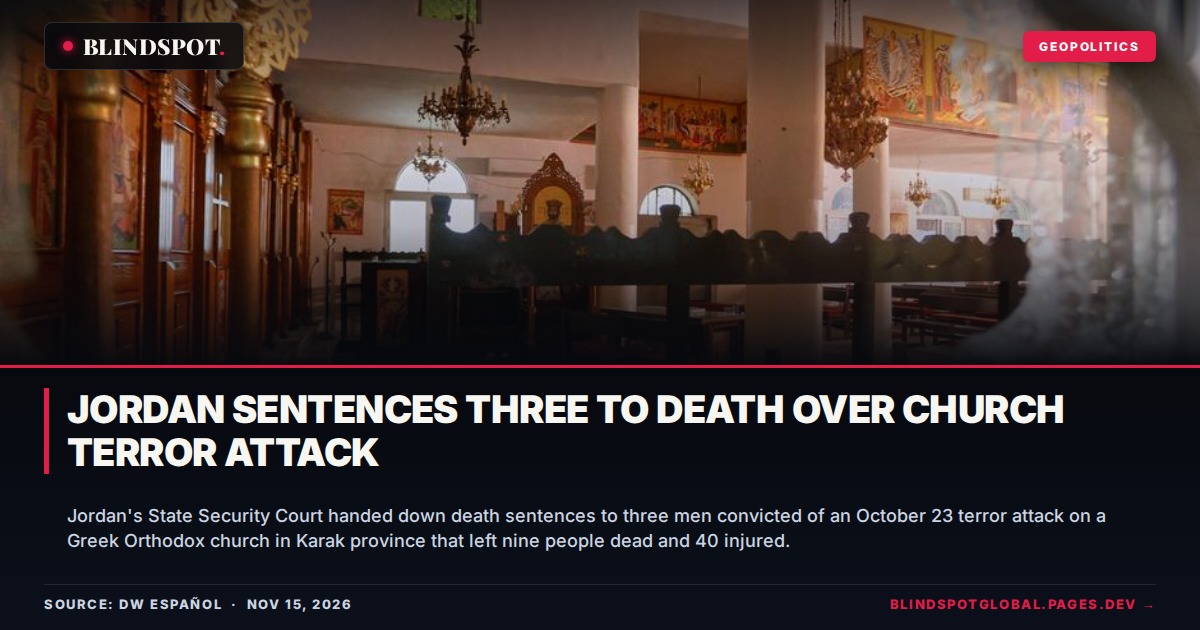 BLINDSPOT.
GEOPOLITICS
JORDAN SENTENCES THREE TO DEATH OVER CHURCH
TERROR ATTACK
Jordan's State Security Court handed down death sentences to three men convicted of an October 23 terror attack on a
Greek Orthodox church in Karak province that left nine people dead and 40 injured.
SOURCE: DW ESPAÑOL · NOV 15, 2026
BLINDSPOTGLOBAL.PAGES.DEV →